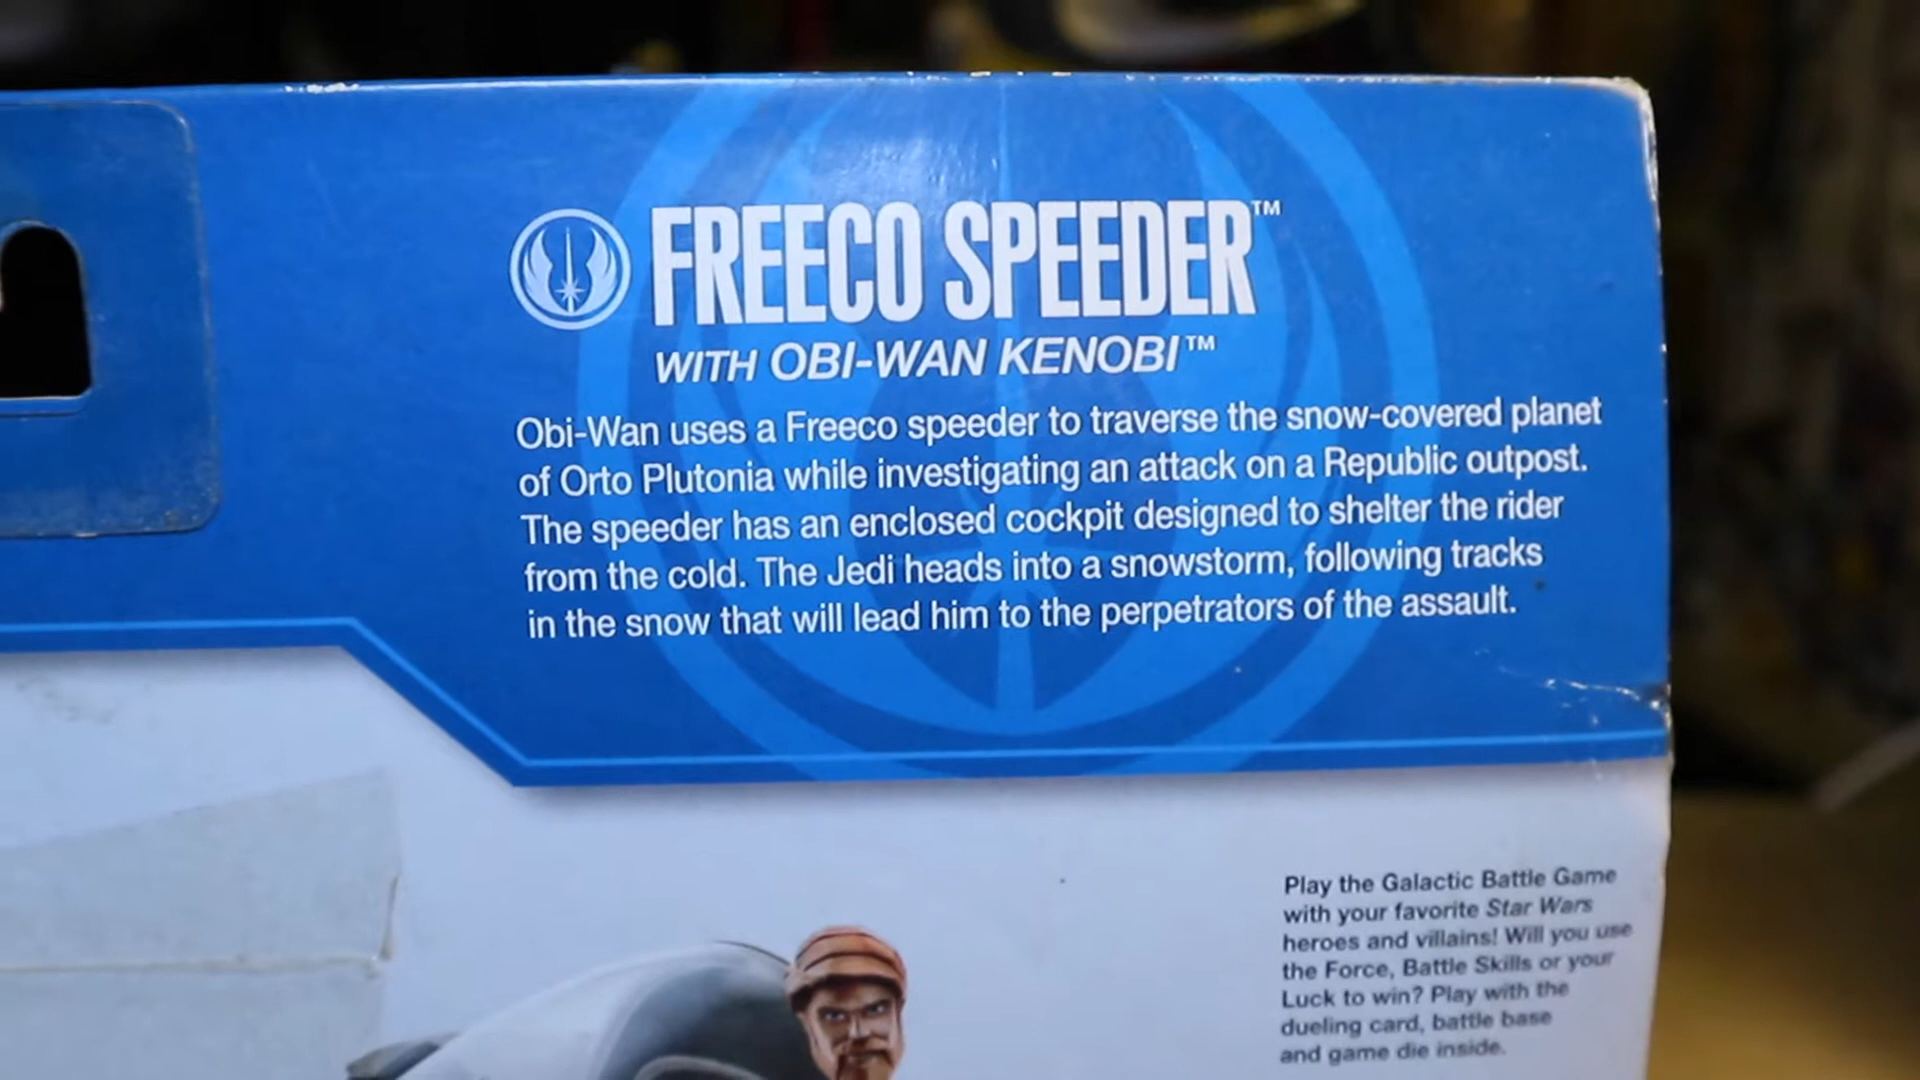 FREECO SPEEDER™
WITH OBI-WAN KENOBI™
Obi-Wan uses a Freeco speeder to traverse the snow-covered planet
of Orto Plutonia while investigating an attack on a Republic outpost.
The speeder has an enclosed cockpit designed to shelter the rider
from the cold. The Jedi heads into a snowstorm, following tracks
in the snow that will lead him to the perpetrators of the assault.
Play the Galactic Battle Game
with your favorite Star Wars
heroes and villains! Will you use
the Force, Battle Skills or your
Luck to win? Play with the
dueling card, battle base
and game die inside.